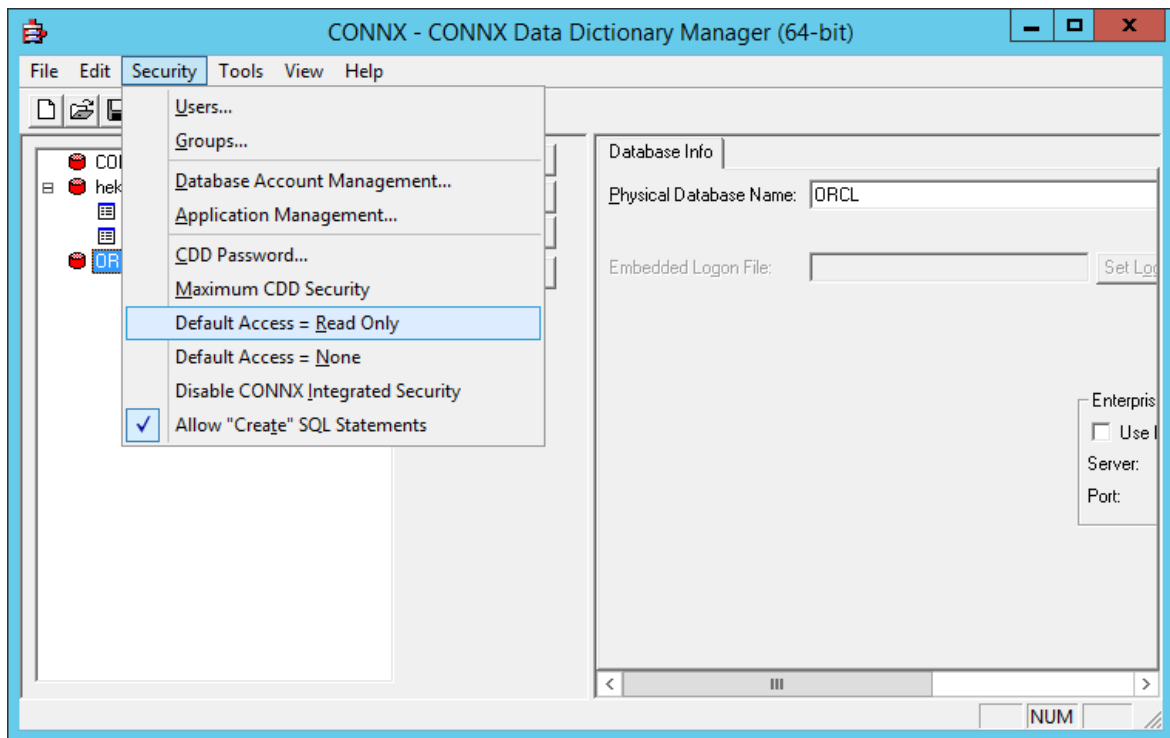 CONNX - CONNX Data Dictionary Manager (64-bit)
File Edit Security Tools View Help
Users...
Groups...
Database Account Management...
Application Management...
CDD Password...
Maximum CDD Security
Default Access = Read Only
Default Access = None
Disable CONNX Integrated Security
Allow "Create" SQL Statements
Database Info
Physical Database Name: ORCL
Embedded Logon File:
Use
Server:
Port:
NUM